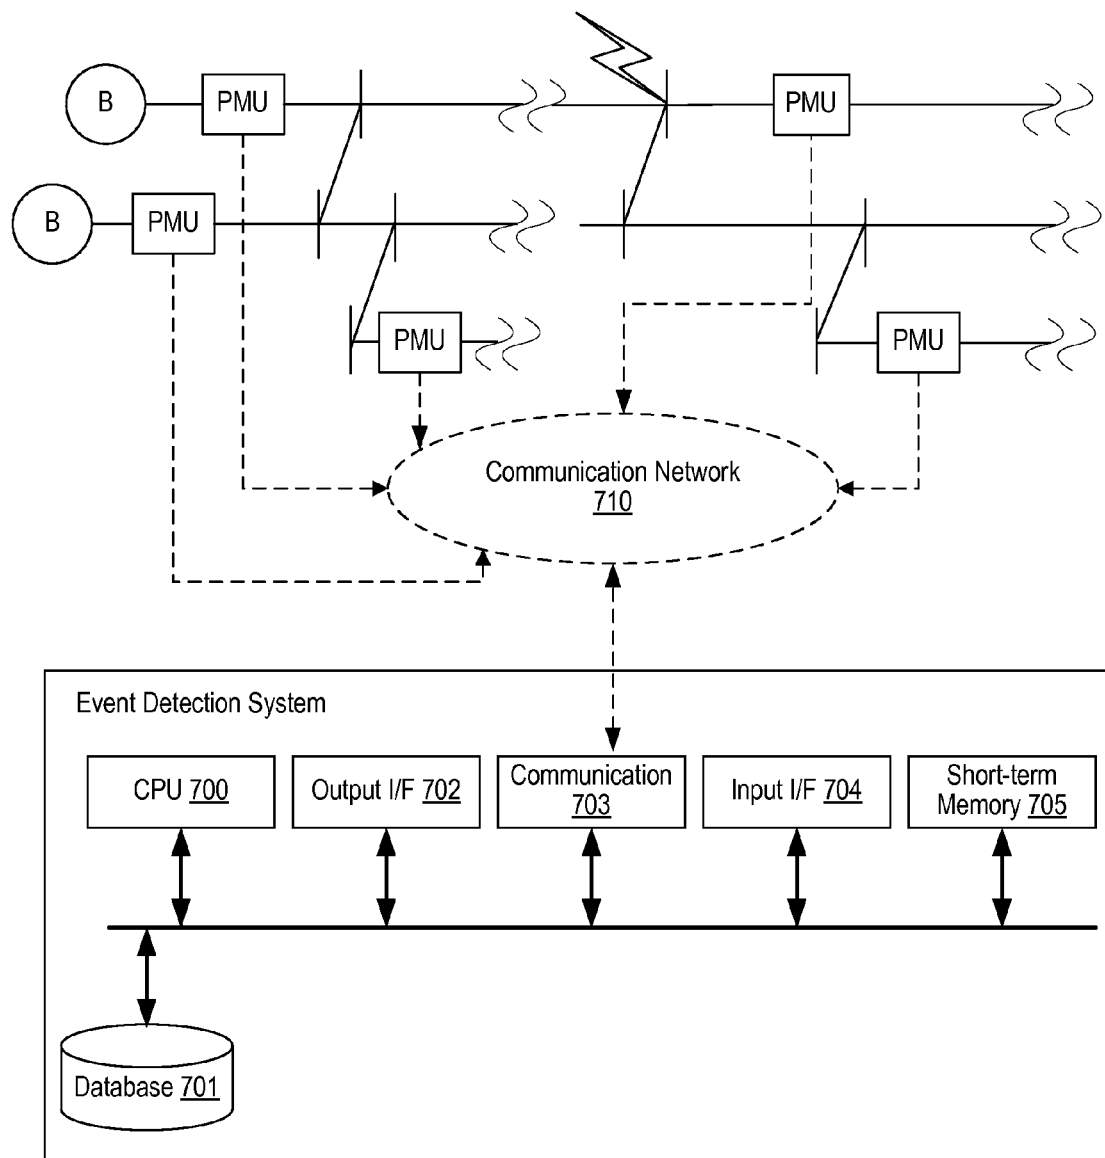 B
PMU
PMU
B
PMU
PMU
PMU
Communication Network
710
Event Detection System
CPU 700
Output I/F 702
Communication
703
Input I/F 704
Short-term
Memory 705
Database 701